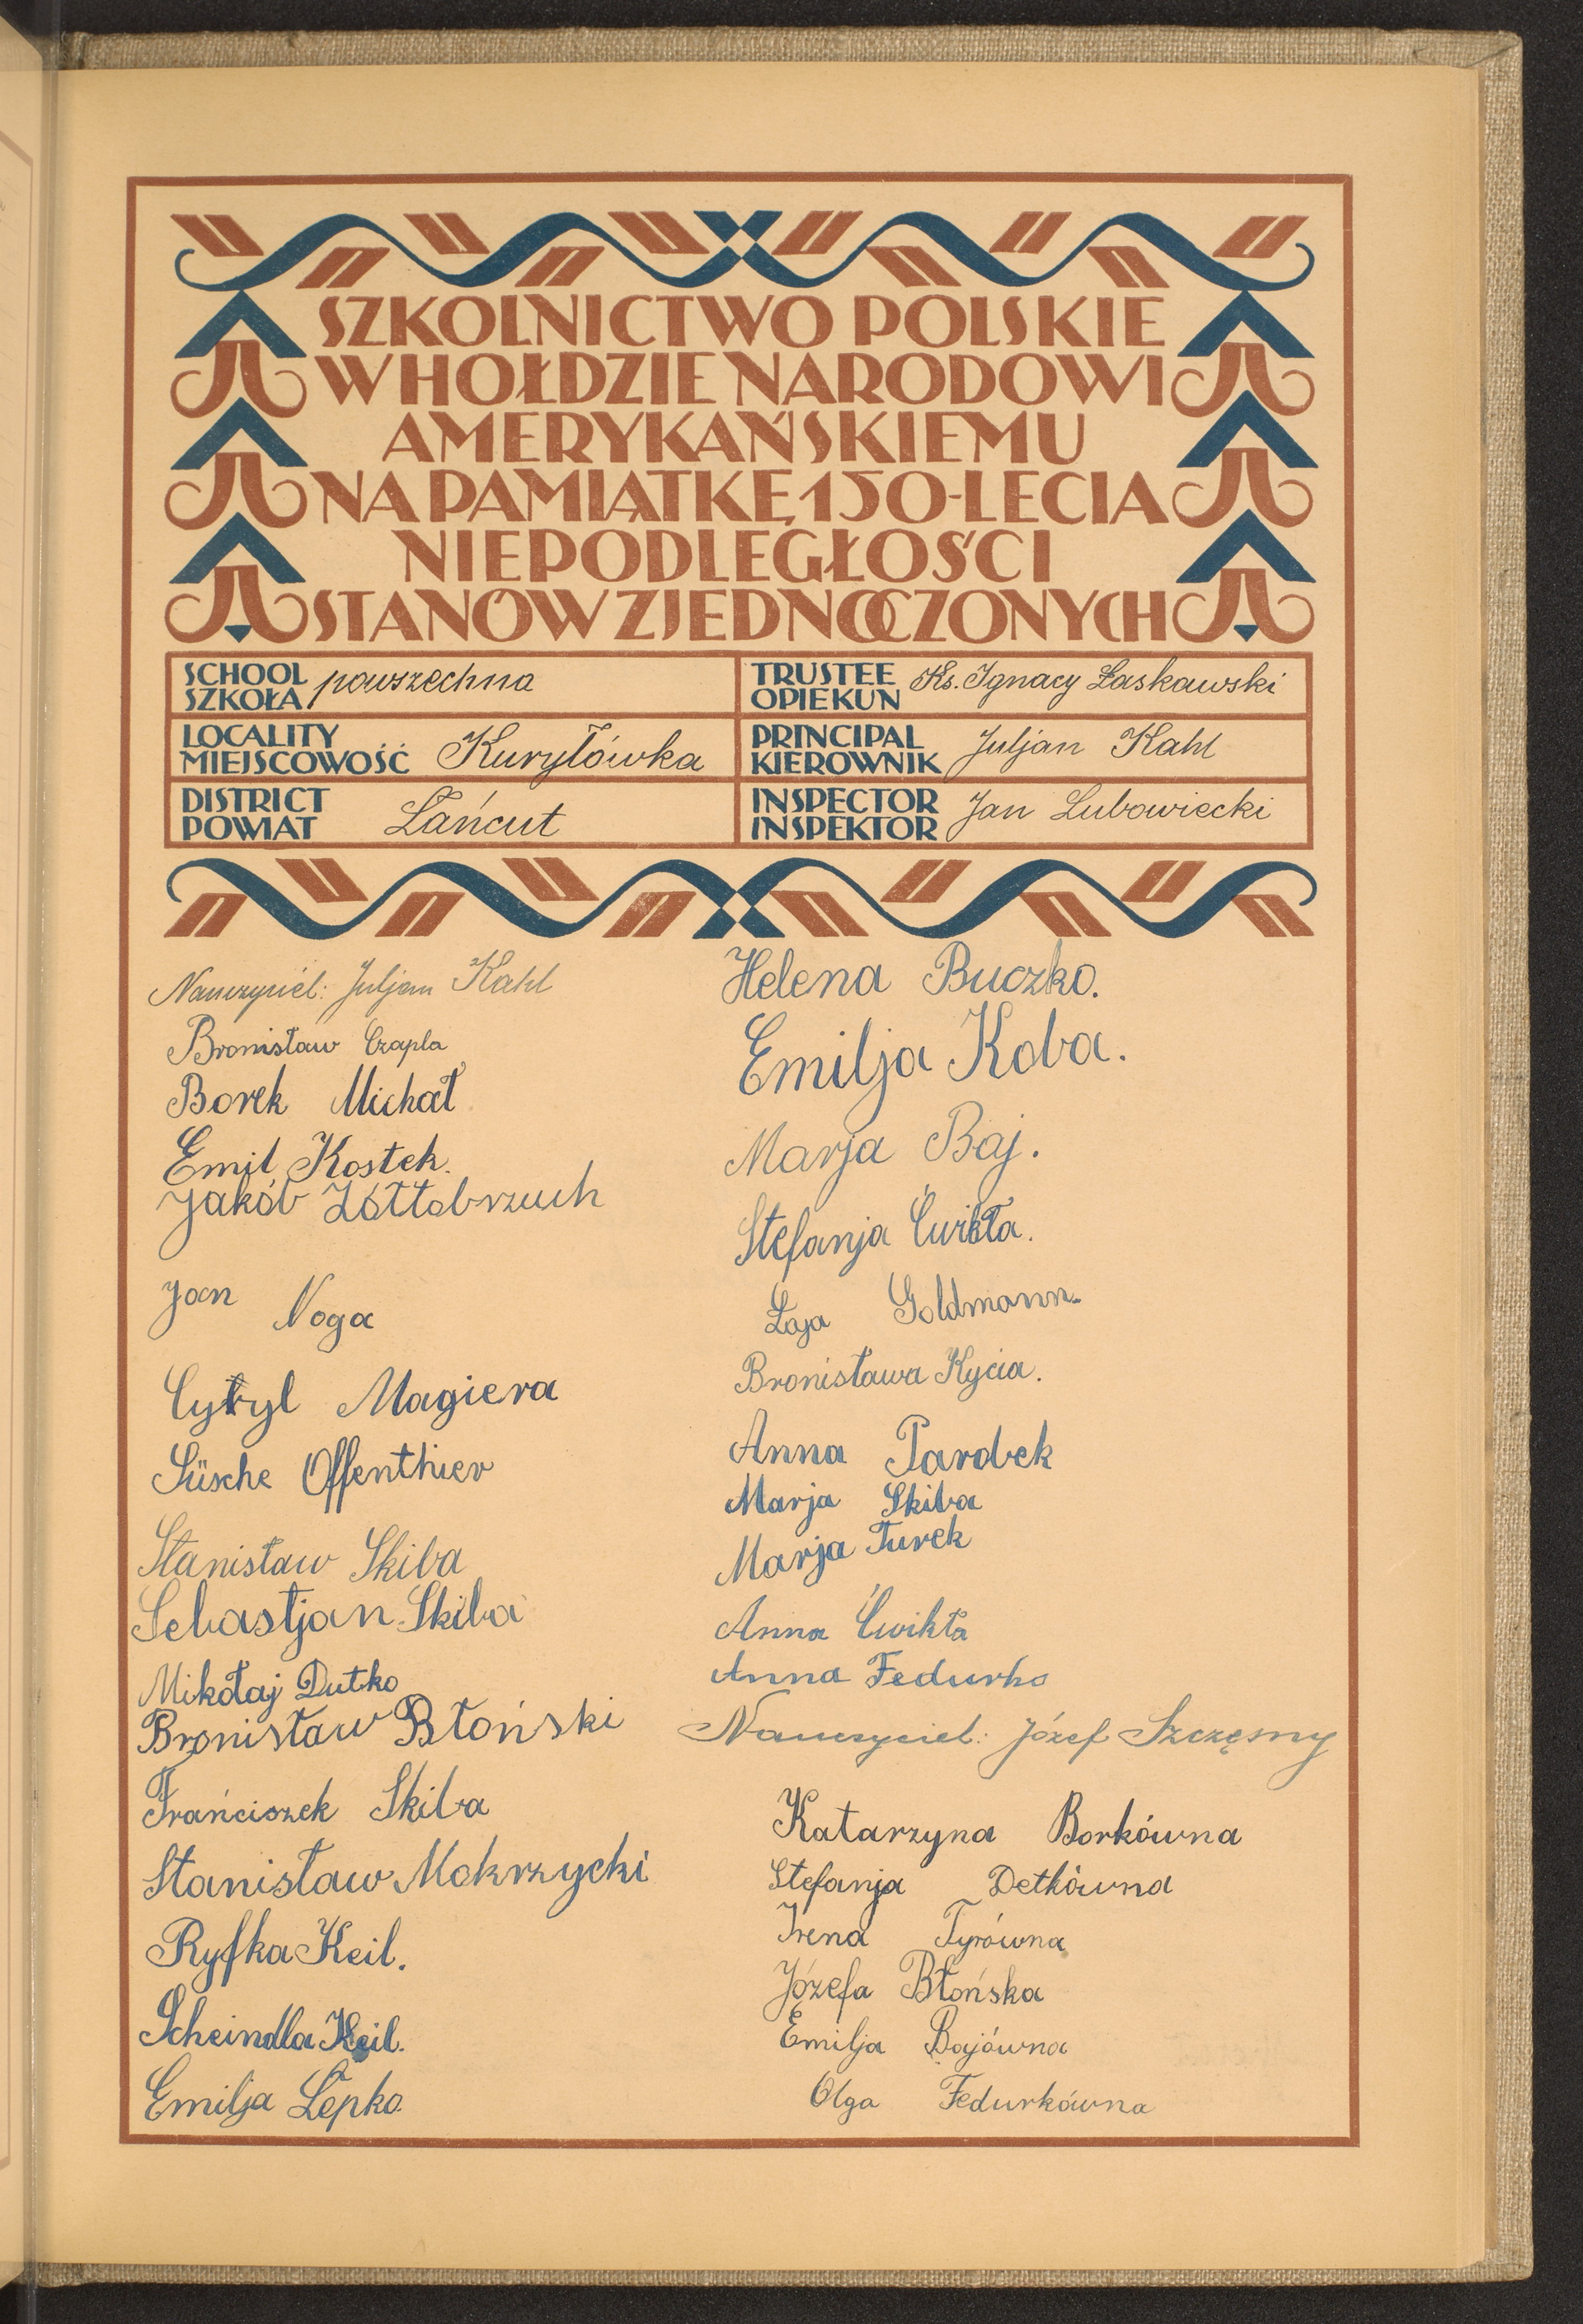 SZKOLNICTWO POLSKIE
W HOŁDZIE NARODOWI
AMERYKAŃSKIEMU
NA PAMIĄTKĘ 150-LECIA
NIEPODLEGŁOŚCI
STANÓW ZJEDNOCZONYCH
SCHOOL
SZKOŁA powszechna
TRUSTEE
OPIEKUN Ks. Ignacy Łaskawski
LOCALITY
MIEJSCOWOŚĆ Kuryłówka
PRINCIPAL
KIEROWNIK Juljan Kahl
DISTRICT
POWIAT Łańcut
INSPECTOR
INSPEKTOR Jan Lubowiecki
Nauczyciel: Juljan Kahl
Bronisław Czapla
Borek Michał
Emil Kostek.
Jakób Żółtobrzuch
Jan Noga
Cyryl Magiera
Süsche Offenthier
Stanisław Skiba
Sebastjan Skiba
Mikołaj Dutko
Bronisław Błoński
Franciszek Skiba
Stanisław Mokrzycki
Ryfka Keil.
Scheindla Keil.
Emilja Lepko
Helena Buczko.
Emilja Koba.
Marja Baj.
Stefanja Ćwikła.
Łaja Goldmann.
Bronisława Kycia.
Anna Parobek
Marja Skiba
Marja Turek
Anna Ćwikła
Anna Fedurko
Nauczyciel: Józef Szczęsny
Katarzyna Borkówna
Stefanja Detkówna
Irena Tyrówna
Józefa Błońska
Emilja Bajówna
Olga Fedurkówna